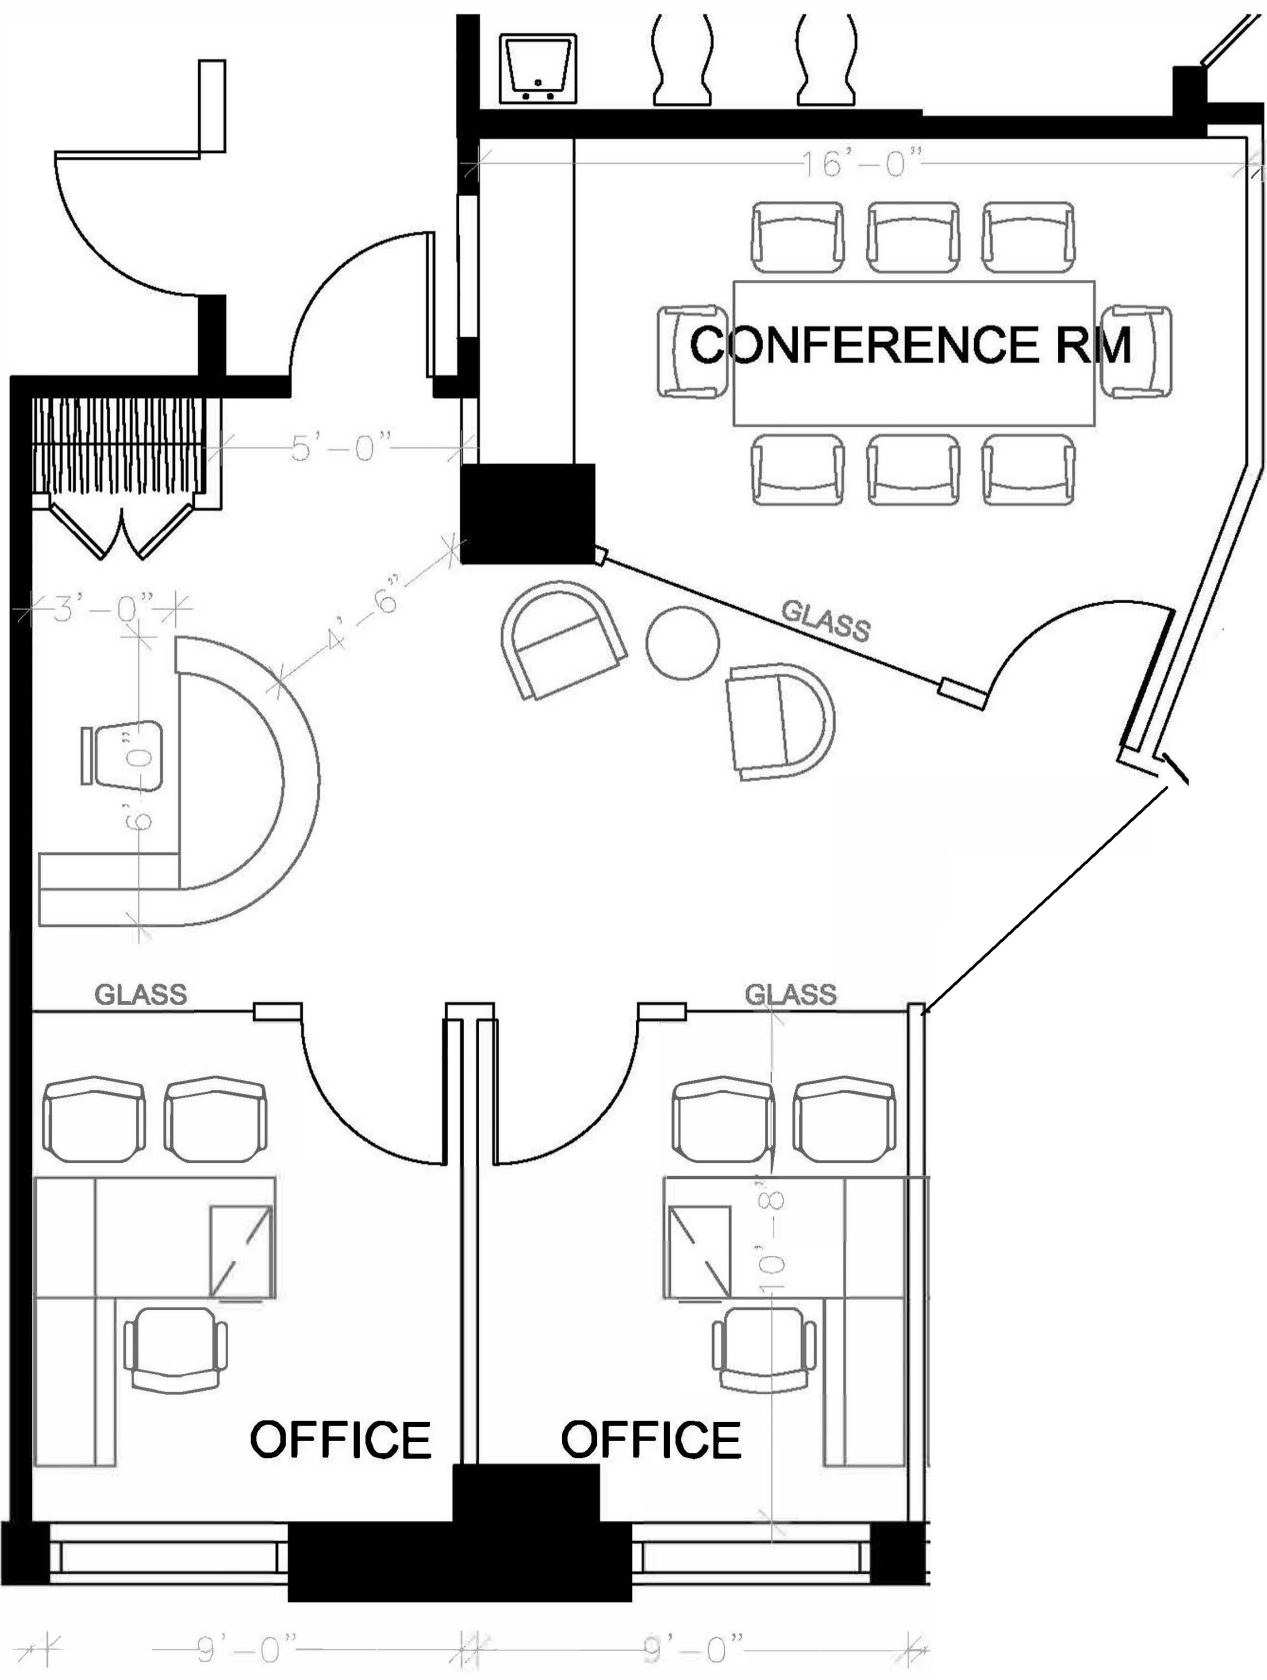 16'-0"
CONFERENCE RM
5'-0"
3'-0"
4'-6"
GLASS
6'-0"
GLASS
GLASS
10'-8"
OFFICE
OFFICE
9'-0"
9'-0"